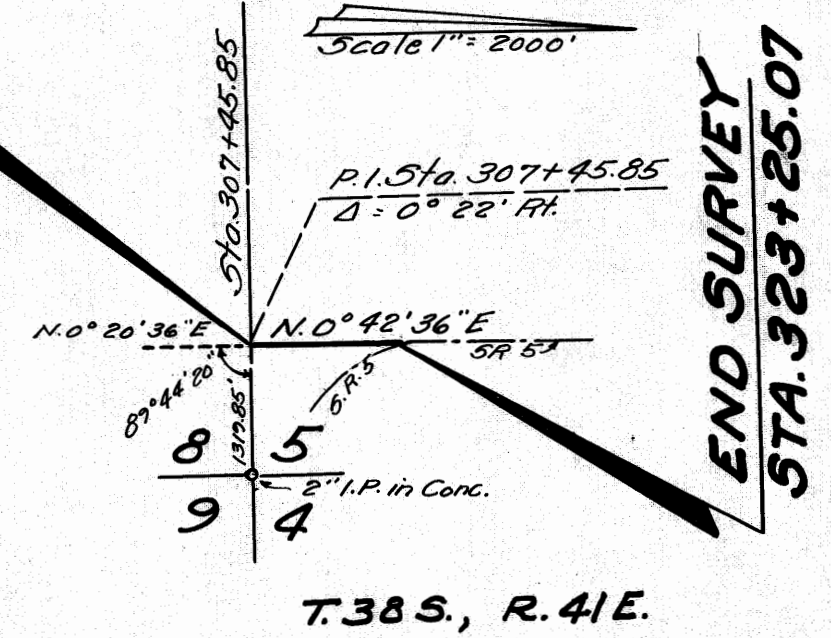 Scale 1" = 2000'
Sta. 307+45.85
P.I. Sta. 307+45.85
Δ = 0° 22' Rt.
END SURVEY
STA. 323+25.07
N. 0° 20' 36" E
N. 0° 42' 36" E
SR 5
S.R. 5
89° 44' 20"
1319.85'
8 5
2" I.P. in Conc.
9 4
T. 38 S., R. 41 E.